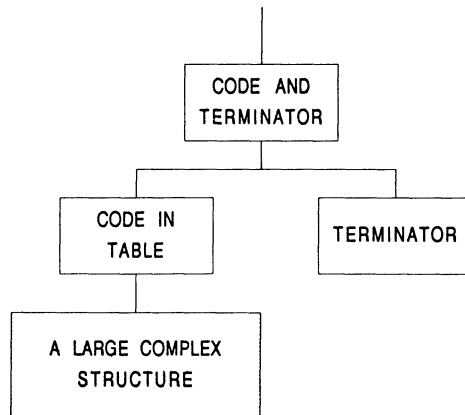 CODE AND
TERMINATOR
CODE IN
TABLE
TERMINATOR
A LARGE COMPLEX
STRUCTURE